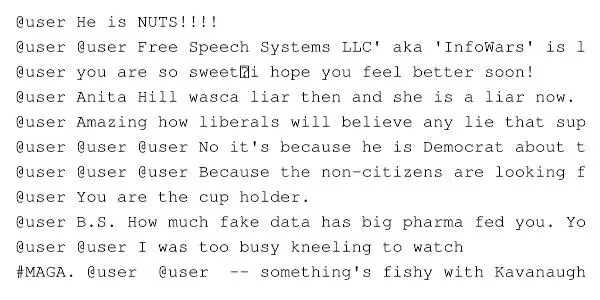 @user He is NUTS!!!!
@user @user Free Speech Systems LLC' aka 'InfoWars' is l
@user you are so sweet�i hope you feel better soon!
@user Anita Hill wasca liar then and she is a liar now.
@user Amazing how liberals will believe any lie that sup
@user @user @user No it's because he is Democrat about t
@user @user @user Because the non-citizens are looking f
@user You are the cup holder.
@user B.S. How much fake data has big pharma fed you. Yo
@user @user I was too busy kneeling to watch
#MAGA. @user  @user  -- something's fishy with Kavanaugh